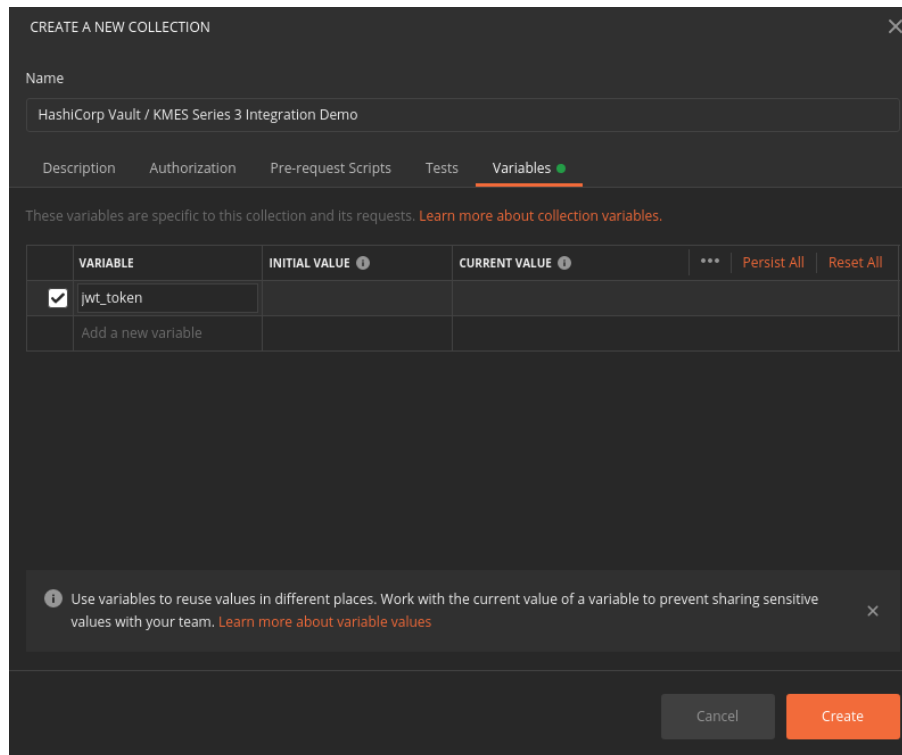 CREATE A NEW COLLECTION
Name
HashiCorp Vault / KMES Series 3 Integration Demo
Description Authorization Pre-request Scripts Tests Variables
These variables are specific to this collection and its requests. Learn more about collection variables.
VARIABLE INITIAL VALUE CURRENT VALUE Persist All Reset All
jwt_token
Add a new variable
Use variables to reuse values in different places. Work with the current value of a variable to prevent sharing sensitive
values with your team. Learn more about variable values
Cancel Create